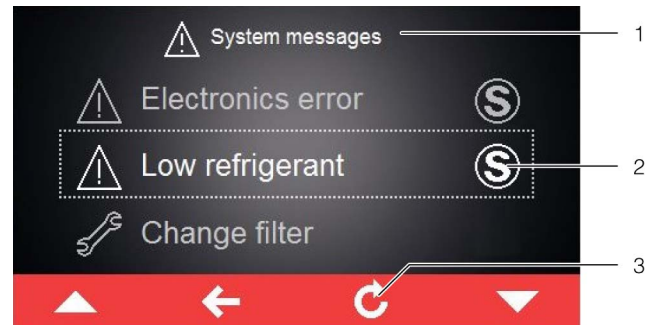 System messages
1
Electronics error
S
Low refrigerant
S
2
Change filter
3